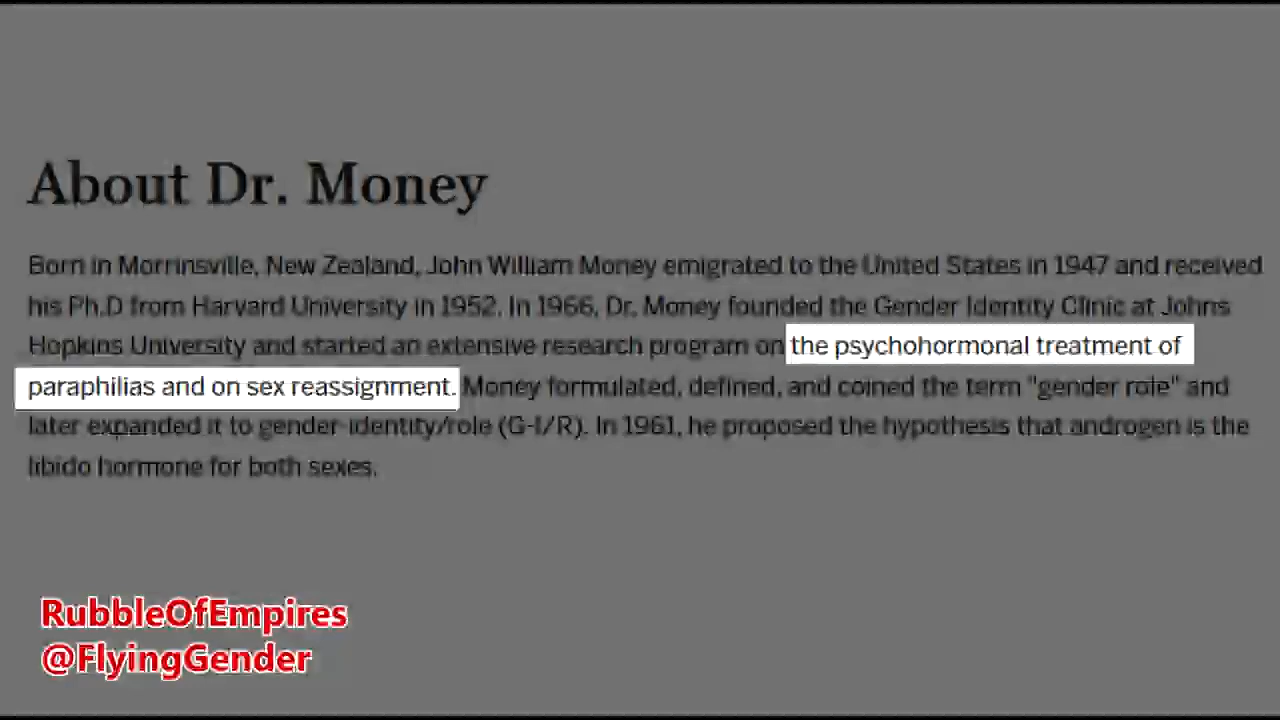 About Dr. Money
Born in Morrinsville, New Zealand, John William Money emigrated to the United States in 1947 and received
his Ph.D from Harvard University in 1952. In 1966, Dr. Money founded the Gender Identity Clinic at Johns
Hopkins University and started an extensive research program on the psychohormonal treatment of
paraphilias and on sex reassignment. Money formulated, defined, and coined the term "gender role" and
later expanded it to gender-identity/role (G-I/R). In 1961, he proposed the hypothesis that androgen is the
libido hormone for both sexes.
RubbleOfEmpires
@FlyingGender